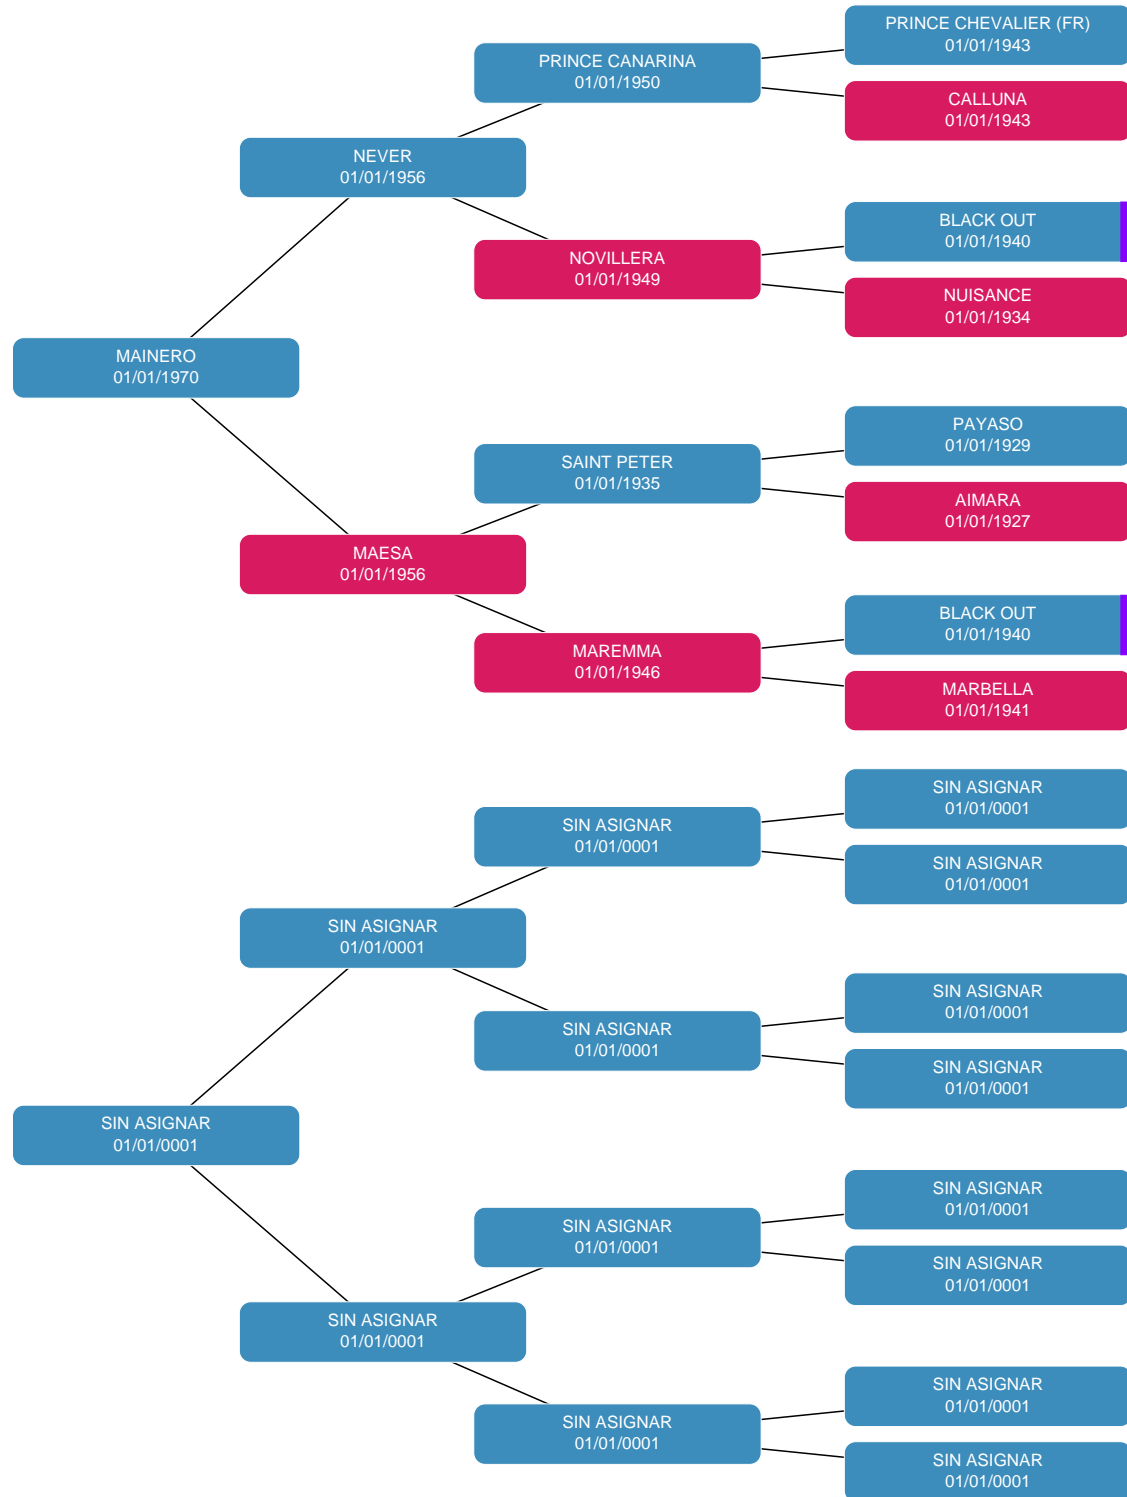 PRINCE CHEVALIER (FR)
01/01/1943
PRINCE CANARINA
01/01/1950
CALLUNA
01/01/1943
NEVER
01/01/1956
BLACK OUT
01/01/1940
NOVILLERA
01/01/1949
NUISANCE
01/01/1934
MAINERO
01/01/1970
PAYASO
01/01/1929
SAINT PETER
01/01/1935
AIMARA
01/01/1927
MAESA
01/01/1956
BLACK OUT
01/01/1940
MAREMMA
01/01/1946
MARBELLA
01/01/1941
SIN ASIGNAR
01/01/0001
SIN ASIGNAR
01/01/0001
SIN ASIGNAR
01/01/0001
SIN ASIGNAR
01/01/0001
SIN ASIGNAR
01/01/0001
SIN ASIGNAR
01/01/0001
SIN ASIGNAR
01/01/0001
SIN ASIGNAR
01/01/0001
SIN ASIGNAR
01/01/0001
SIN ASIGNAR
01/01/0001
SIN ASIGNAR
01/01/0001
SIN ASIGNAR
01/01/0001
SIN ASIGNAR
01/01/0001
SIN ASIGNAR
01/01/0001
SIN ASIGNAR
01/01/0001